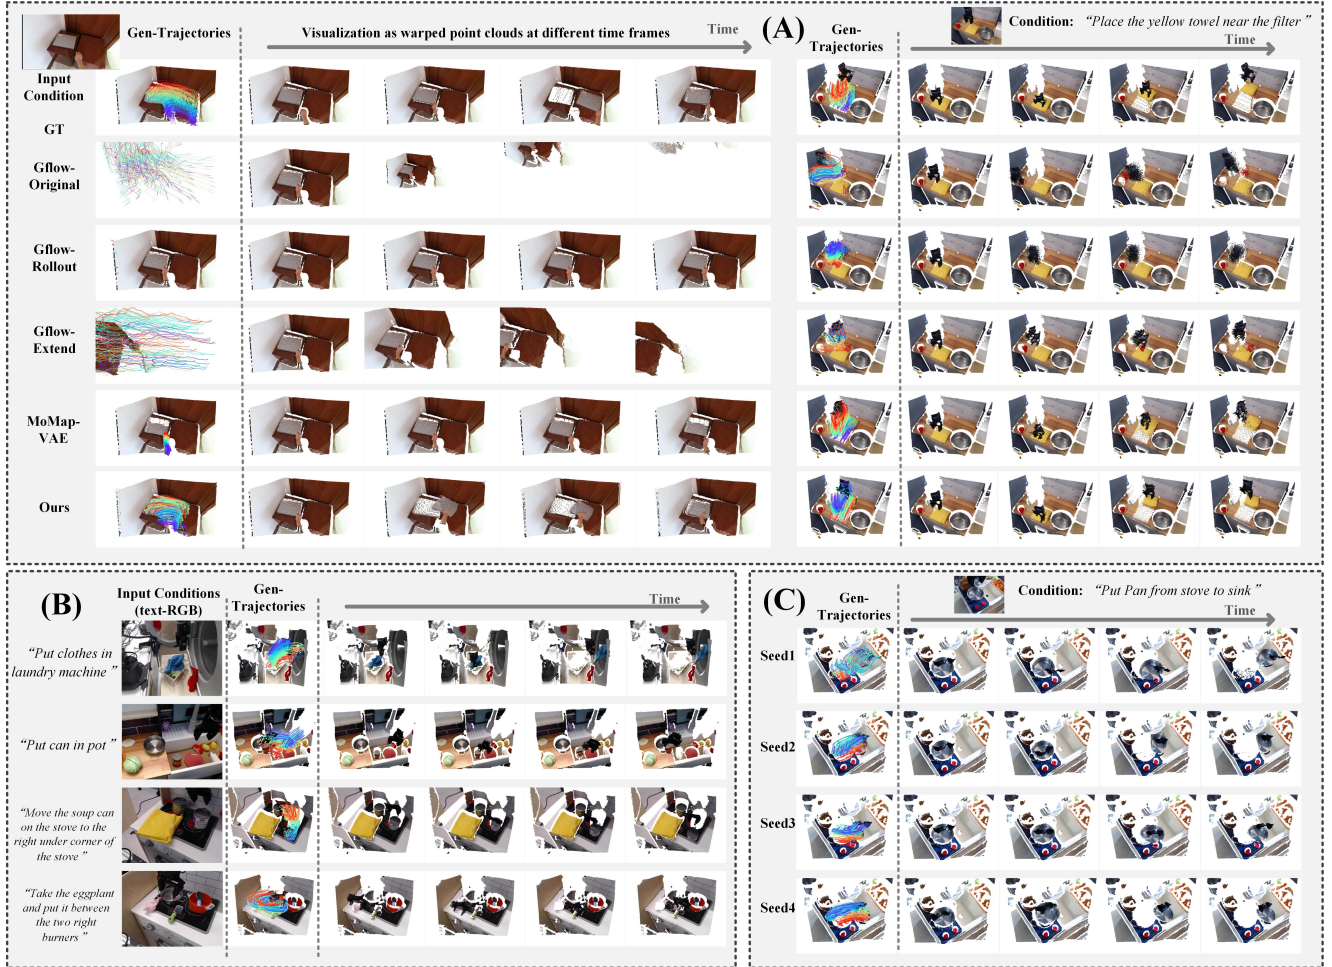 Gen-Trajectories
Visualization as warped point clouds at different time frames
Time
(A)
Gen-
Trajectories
Condition: “Place the yellow towel near the filter”
Time
Input
Condition
GT
Gflow-
Original
Gflow-
Rollout
Gflow-
Extend
MoMap-
VAE
Ours
(B)
Input Conditions
(text-RGB)
Gen-
Trajectories
Time
“Put clothes in
laundry machine”
“Put can in pot”
“Move the soup can
on the stove to the
right under corner of
the stove”
“Take the eggplant
and put it between
the two right
burners”
(C)
Gen-
Trajectories
Condition: “Put Pan from stove to sink”
Time
Seed1
Seed2
Seed3
Seed4